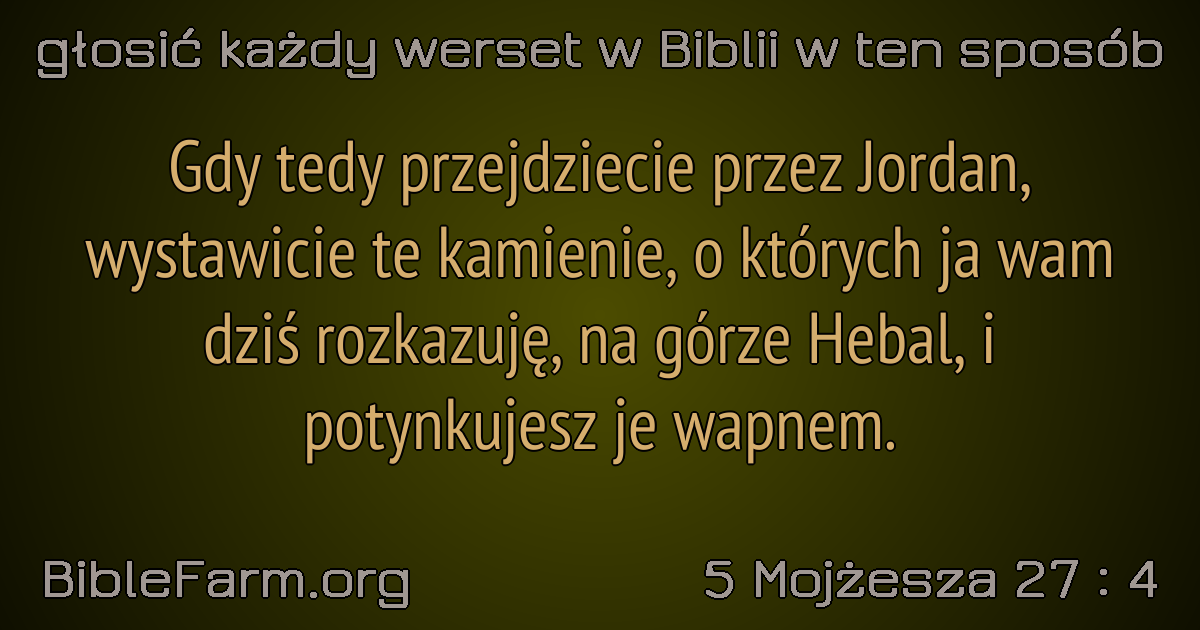 głosić każdy werset w Biblii w ten sposób
Gdy tedy przejdziecie przez Jordan,
wystawicie te kamienie, o których ja wam
dziś rozkazuję, na górze Hebal, i
potynkujesz je wapnem.
BibleFarm.org
5 Mojżesza 27 : 4